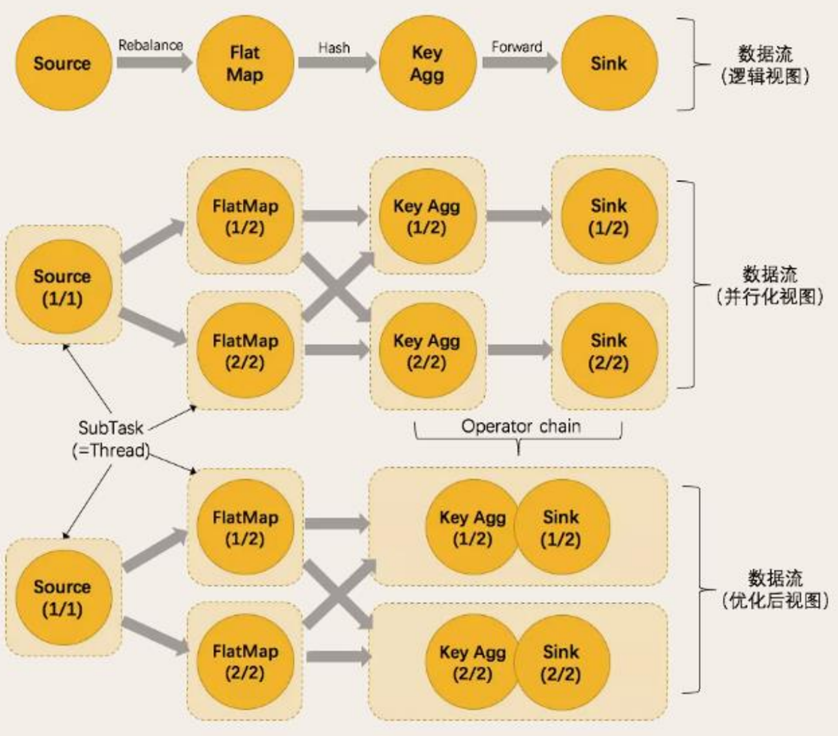 Source
Rebalance
Flat
Map
Hash
Key
Agg
Forward
Sink
数据流
(逻辑视图)
FlatMap
(1/2)
Key Agg
(1/2)
Sink
(1/2)
Source
(1/1)
FlatMap
(2/2)
Key Agg
(2/2)
Sink
(2/2)
数据流
(并行化视图)
SubTask
(=Thread)
Operator chain
FlatMap
(1/2)
Key Agg
(1/2)
Sink
(1/2)
Source
(1/1)
FlatMap
(2/2)
Key Agg
(2/2)
Sink
(2/2)
数据流
(优化后视图)